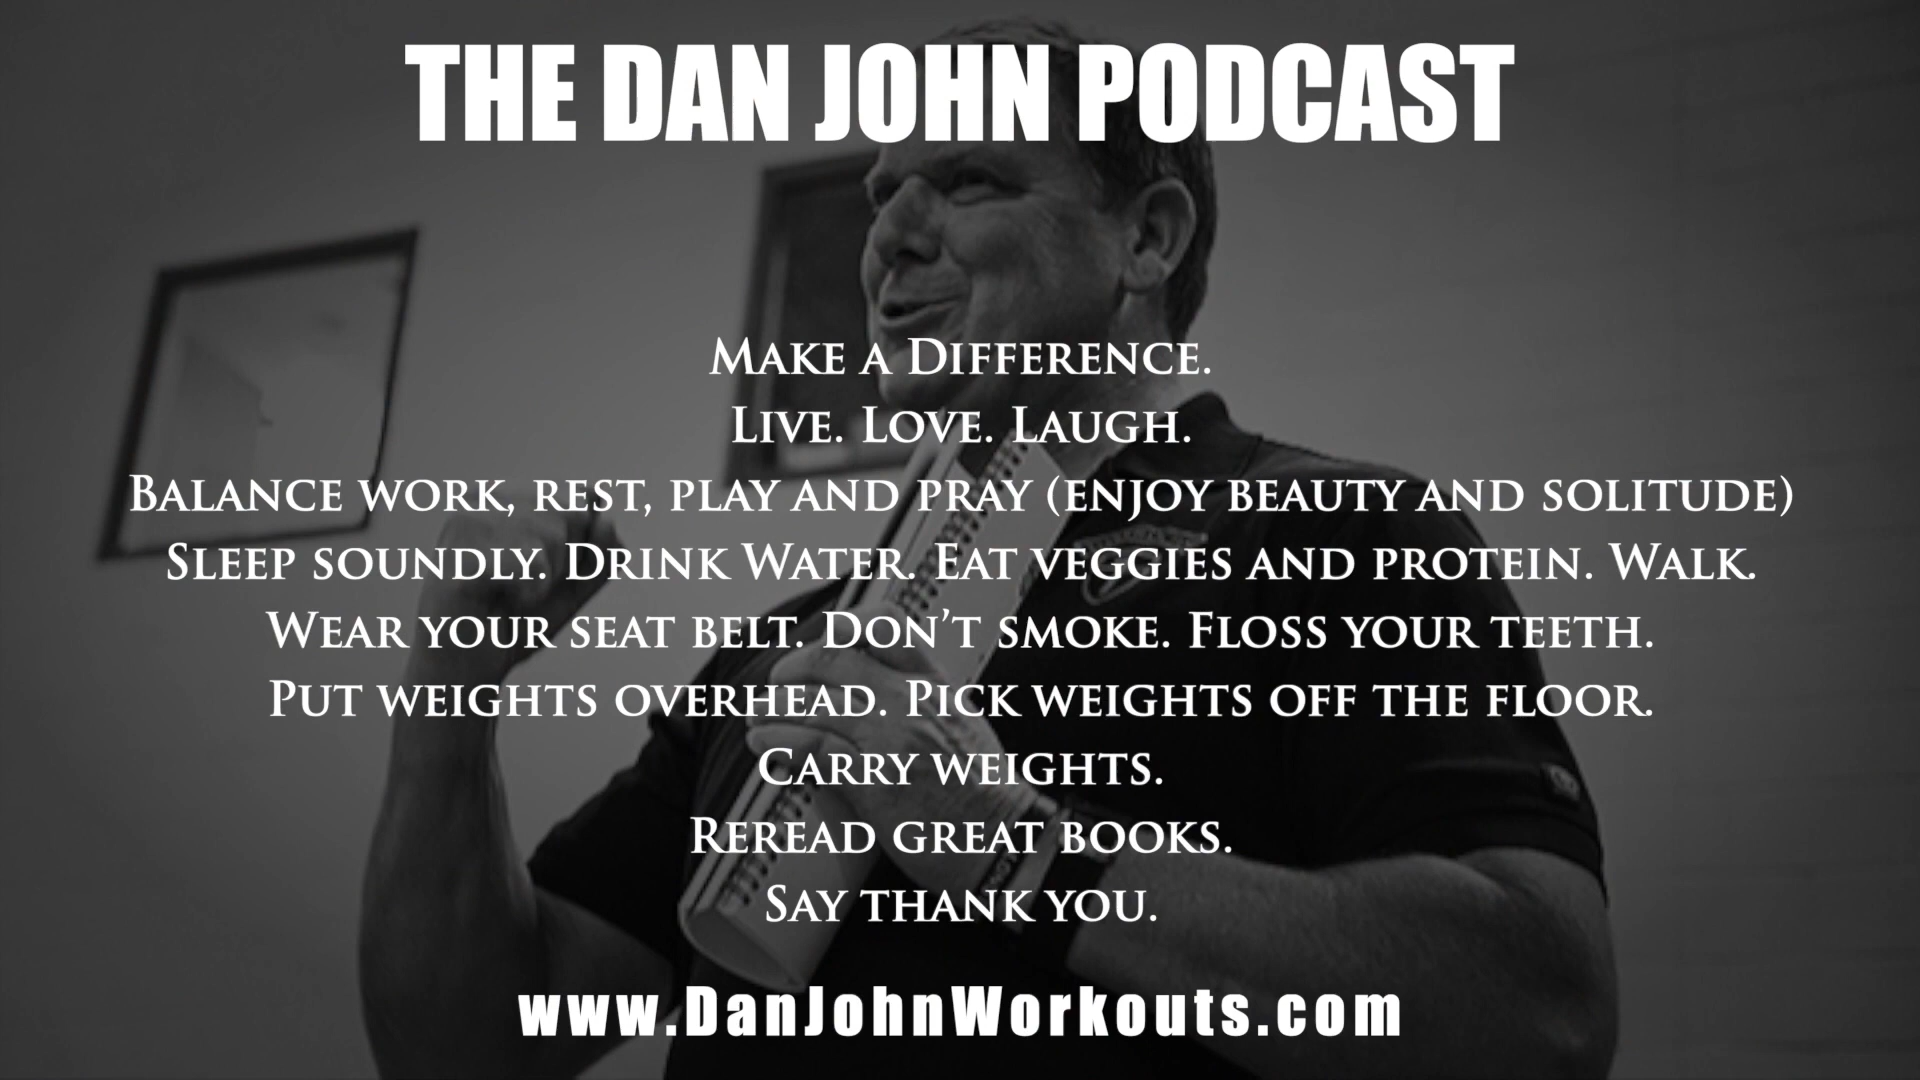 THE DAN JOHN PODCAST
Make a Difference.
Live. Love. Laugh.
Balance work, rest, play and pray (enjoy beauty and solitude)
Sleep soundly. Drink Water. Eat veggies and protein. Walk.
Wear your seat belt. Don't smoke. Floss your teeth.
Put weights overhead. Pick weights off the floor.
Carry weights.
Reread great books.
Say thank you.
www.DanJohnWorkouts.com